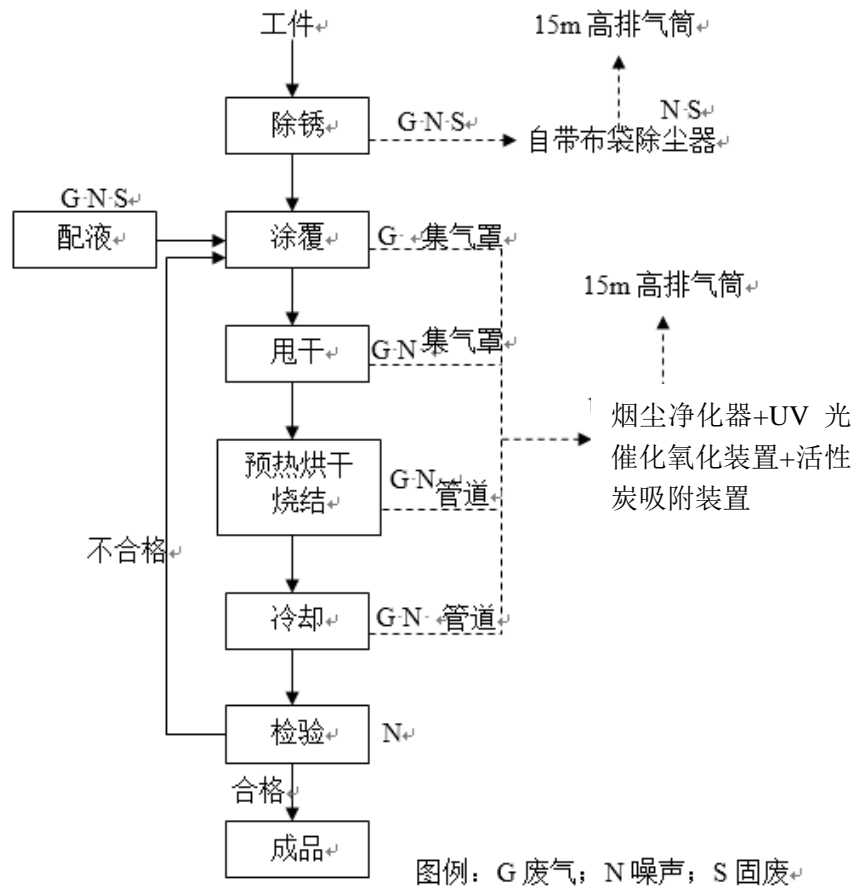 工件
15m 高排气筒
除锈
G N S
N S
自带布袋除尘器
G N S
配液
涂覆
G 集气罩
15m 高排气筒
甩干
G N 集气罩
烟尘净化器+UV 光
催化氧化装置+活性
炭吸附装置
预热烘干
烧结
G N 管道
不合格
冷却
G N 管道
检验
N
合格
成品
图例：G 废气；N 噪声；S 固废